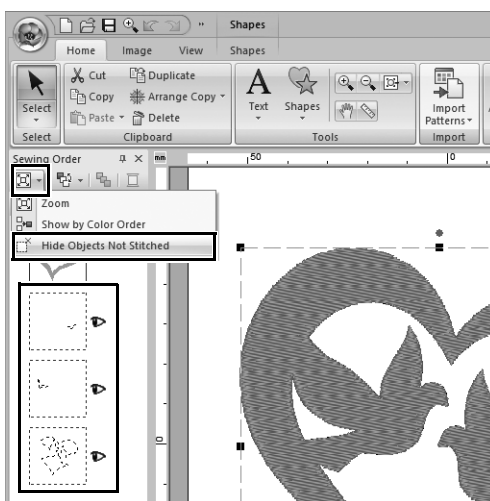 Shapes
Home Image View Shapes
Cut Duplicate
Copy Arrange Copy
Paste Delete
Select
Text Shapes
Import
Patterns
Select Clipboard Tools Import
Sewing Order
mm 50 0
Zoom
Show by Color Order
Hide Objects Not Stitched
0